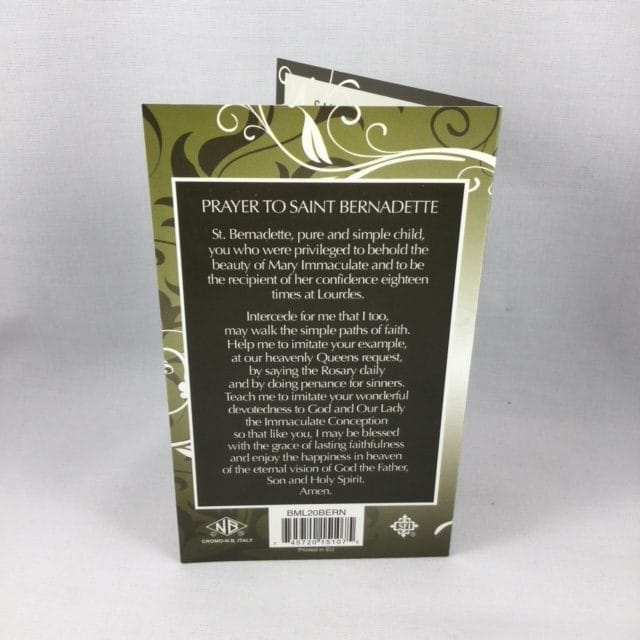 PRAYER TO SAINT BERNADETTE
St. Bernadette, pure and simple child,
you who were privileged to behold the
beauty of Mary Immaculate and to be
the recipient of her confidence eighteen
times at Lourdes.
Intercede for me that I too,
may walk the simple paths of faith.
Help me to imitate your example,
at our heavenly Queens request,
by saying the Rosary daily
and by doing penance for sinners.
Teach me to imitate your wonderful
devotedness to God and Our Lady
the Immaculate Conception
so that like you, I may be blessed
with the grace of lasting faithfulness
and enjoy the happiness in heaven
of the eternal vision of God the Father,
Son and Holy Spirit.
Amen.
BML20BERN
NB
CROMO-N.B. ITALY
45720 15107
Printed in EU